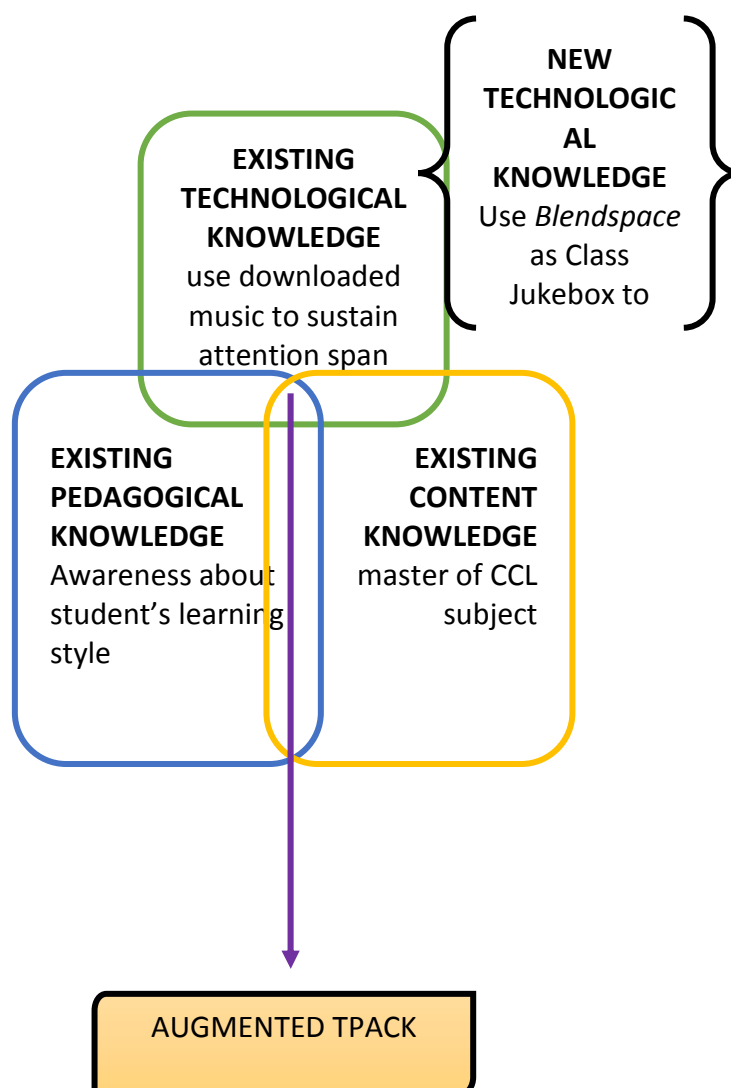 NEW
TECHNOLOGIC
AL
KNOWLEDGE
Use Blendspace
as Class
Jukebox to
EXISTING
TECHNOLOGICAL
KNOWLEDGE
use downloaded
music to sustain
attention span
EXISTING
PEDAGOGICAL
KNOWLEDGE
Awareness about
student’s learning
style
EXISTING
CONTENT
KNOWLEDGE
master of CCL
subject
AUGMENTED TPACK